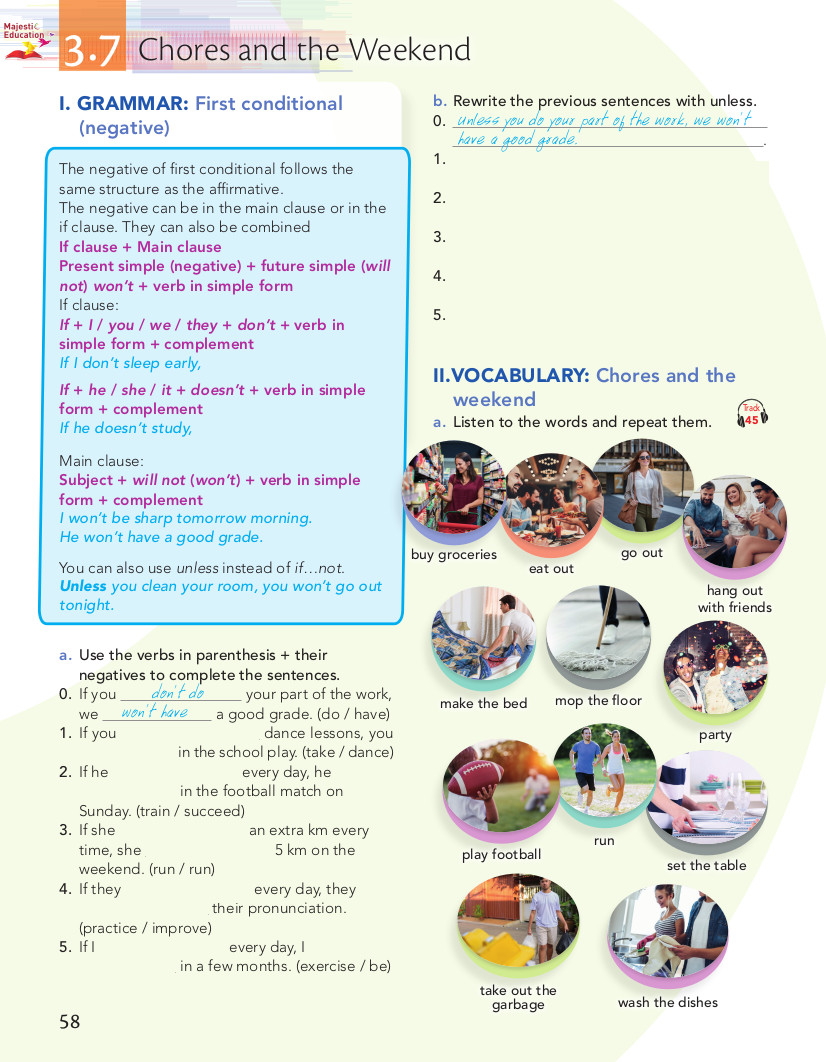 Majestic
Education
3.7 Chores and the Weekend
I. GRAMMAR: First conditional
(negative)
The negative of first conditional follows the
same structure as the affirmative.
The negative can be in the main clause or in the
if clause. They can also be combined
If clause + Main clause
Present simple (negative) + future simple (will
not) won't + verb in simple form
If clause:
If + I / you / we / they + don't + verb in
simple form + complement
If I don't sleep early,
If + he / she / it + doesn't + verb in simple
form + complement
If he doesn't study,
Main clause:
Subject + will not (won't) + verb in simple
form + complement
I won't be sharp tomorrow morning.
He won't have a good grade.
You can also use unless instead of if...not.
Unless you clean your room, you won't go out
tonight.
a. Use the verbs in parenthesis + their
negatives to complete the sentences.
0. If you don't do your part of the work,
we won't have a good grade. (do / have)
1. If you dance lessons, you
in the school play. (take / dance)
2. If he every day, he
in the football match on
Sunday. (train / succeed)
3. If she an extra km every
time, she 5 km on the
weekend. (run / run)
4. If they every day, they
their pronunciation.
(practice / improve)
5. If I every day, I
in a few months. (exercise / be)
58
b. Rewrite the previous sentences with unless.
0. Unless you do your part of the work, we won't
have a good grade.
1.
2.
3.
4.
5.
II.VOCABULARY: Chores and the
weekend
a. Listen to the words and repeat them.
Track
45
buy groceries
eat out
go out
hang out
with friends
make the bed
mop the floor
party
play football
run
set the table
take out the
garbage
wash the dishes